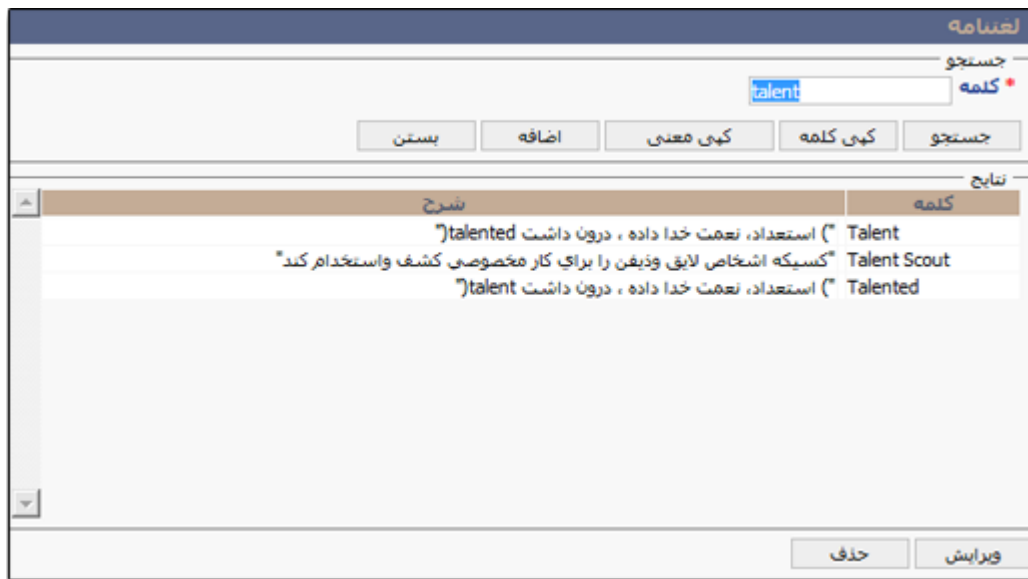 لغتنامه
جستجو
* کلمه talent
جستجو کپی کلمه کپی معنی اضافه بستن
نتایج
کلمه شرح
Talent ") استعداد، نعمت خدا داده ، درون داشت talented("
Talent Scout "کسیکه اشخاص لایق وذیفن را براي کار مخصوصی کشف واستخدام کند"
Talented ") استعداد، نعمت خدا داده ، درون داشت talent("
ویرایش حذف